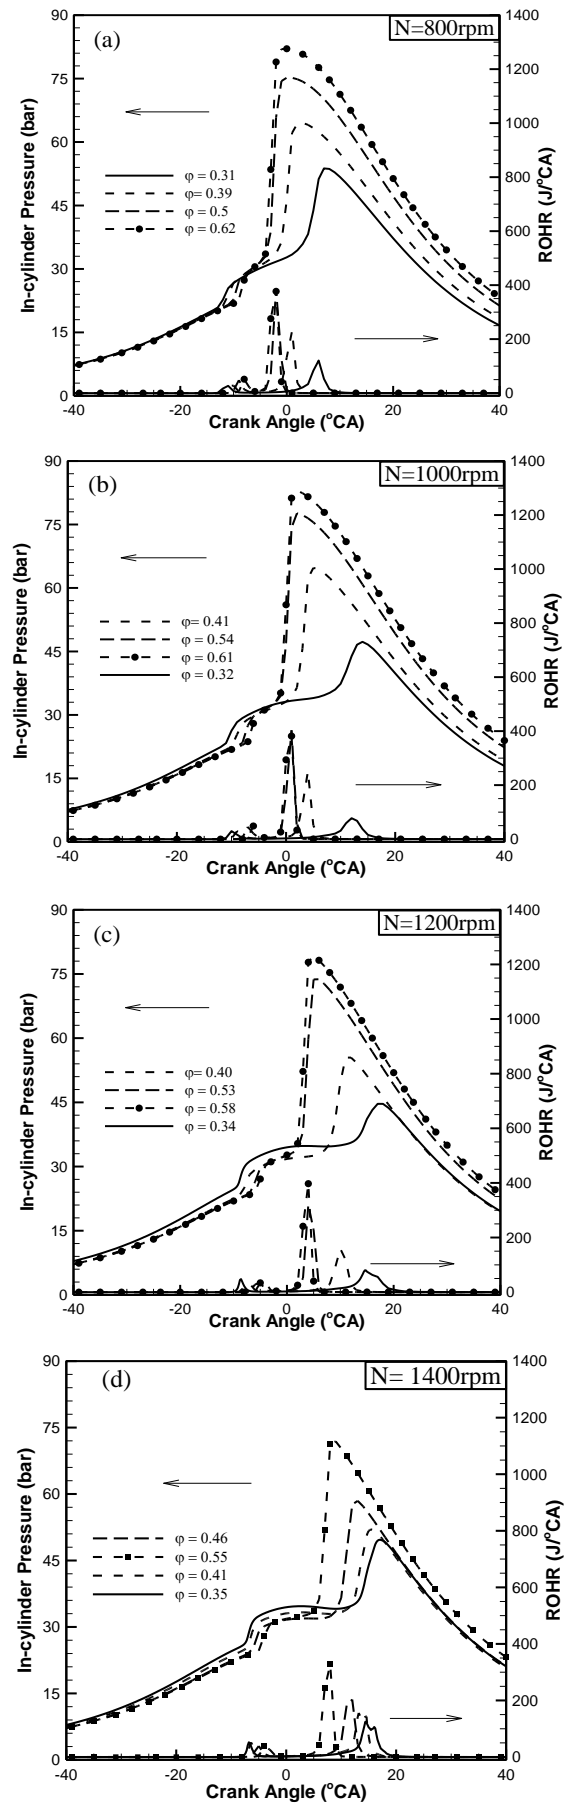 (a)
N=800rpm
In-cylinder Pressure (bar)
90
75
60
45
30
15
0
φ = 0.31
φ= 0.39
φ = 0.5
φ = 0.62
1400
1200
1000
800
600
400
200
0
ROHR (J/°CA)
-40 -20 0 20 40
Crank Angle (°CA)
(b)
N=1000rpm
In-cylinder Pressure (bar)
90
75
60
45
30
15
0
φ= 0.41
φ = 0.54
φ = 0.61
φ = 0.32
1400
1200
1000
800
600
400
200
0
ROHR (J/°CA)
-40 -20 0 20 40
Crank Angle (°CA)
(c)
N=1200rpm
In-cylinder Pressure (bar)
90
75
60
45
30
15
0
φ= 0.40
φ = 0.53
φ = 0.58
φ = 0.34
1400
1200
1000
800
600
400
200
0
ROHR (J/°CA)
-40 -20 0 20 40
Crank Angle (°CA)
(d)
N= 1400rpm
In-cylinder Pressure (bar)
90
75
60
45
30
15
0
φ = 0.46
φ = 0.55
φ = 0.41
φ = 0.35
1400
1200
1000
800
600
400
200
0
ROHR (J/°CA)
-40 -20 0 20 40
Crank Angle (°CA)